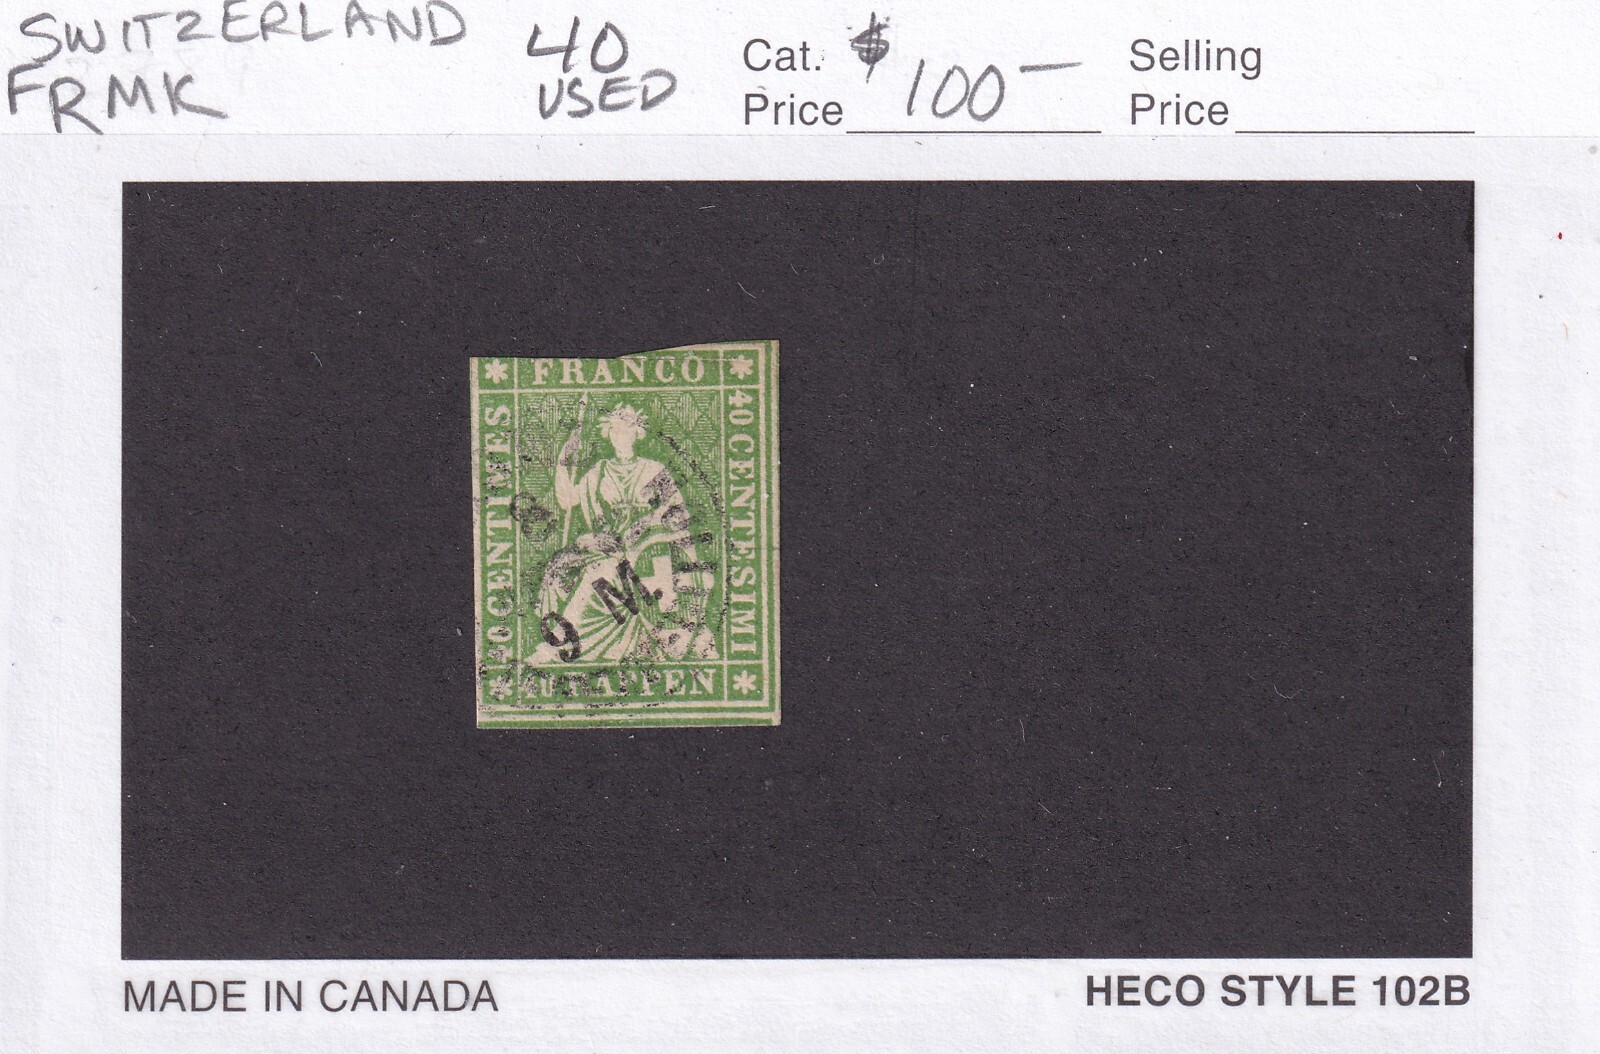 SWITZERLAND 40 Cat. $ Selling
FRMK USED Price 100- Price
FRANCO
40 CENTIMES
40 CENTESIMI
9 M.
RAPPEN
MADE IN CANADA HECO STYLE 102B